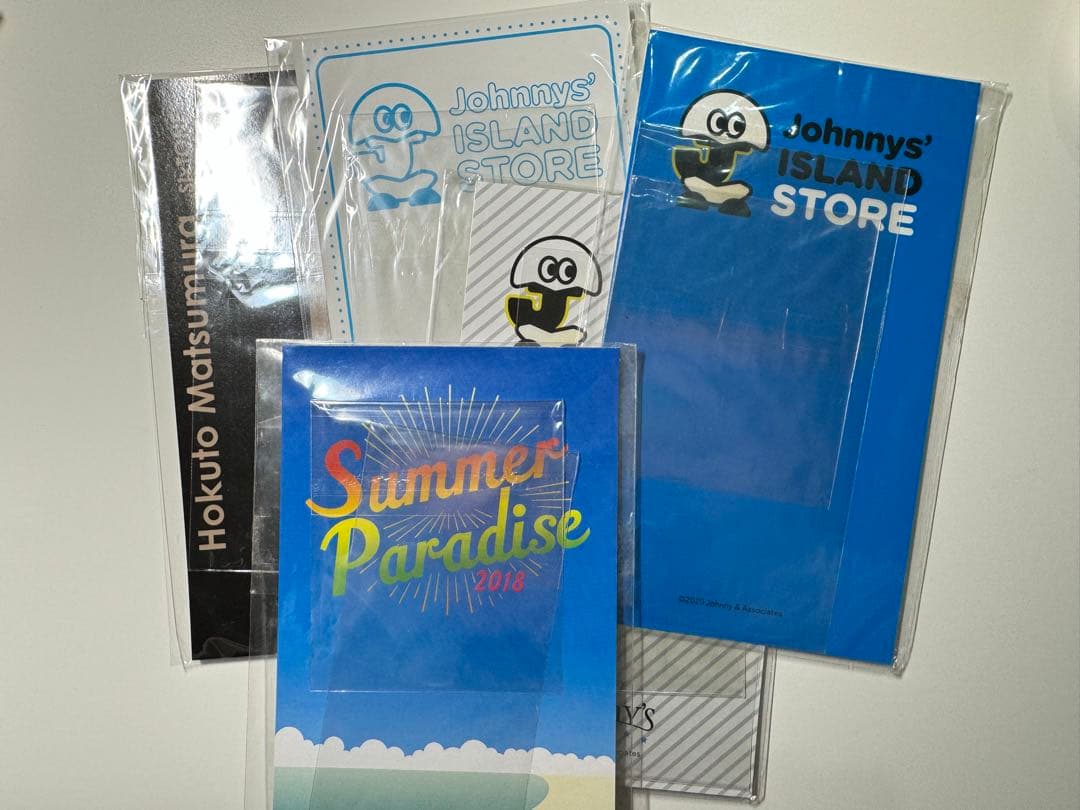 Hokuto Matsumura
Johnnys'
ISLAND
STORE
Johnnys'
ISLAND
STORE
©2020 Johnny & Associates
Summer
Paradise
2018